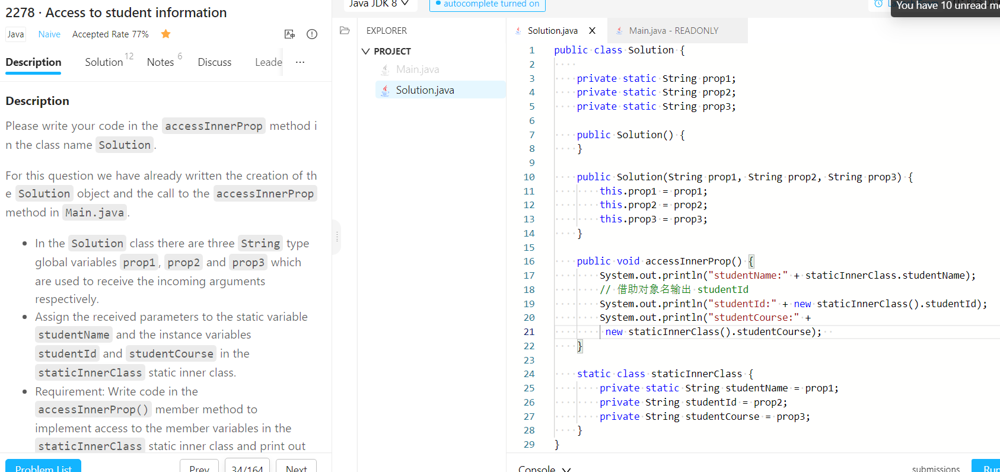 2278 · Access to student information
Java Naive Accepted Rate 77%
Description Solution 12 Notes 6 Discuss Leade ···
Description
Please write your code in the accessInnerProp method i
n the class name Solution.
For this question we have already written the creation of th
e Solution object and the call to the accessInnerProp
method in Main.java.
• In the Solution class there are three String type
global variables prop1, prop2 and prop3 which
are used to receive the incoming arguments
respectively.
• Assign the received parameters to the static variable
studentName and the instance variables
studentId and studentCourse in the
staticInnerClass static inner class.
• Requirement: Write code in the
accessInnerProp() member method to
implement access to the member variables in the
staticInnerClass static inner class and print out
Problem List Prev 34/164 Next
Java JDK 8 autocomplete turned on
You have 10 unread me
EXPLORER
PROJECT
Main.java
Solution.java
Solution.java X Main.java - READONLY
1 public class Solution {
2
3 private static String prop1;
4 private static String prop2;
5 private static String prop3;
6
7 public Solution() {
8 }
9
10 public Solution(String prop1, String prop2, String prop3) {
11 this.prop1 = prop1;
12 this.prop2 = prop2;
13 this.prop3 = prop3;
14 }
15
16 public void accessInnerProp() {
17 System.out.println("studentName:" + staticInnerClass.studentName);
18 // 借助对象名输出 studentId
19 System.out.println("studentId:" + new staticInnerClass().studentId);
20 System.out.println("studentCourse:" +
21 new staticInnerClass().studentCourse);
22 }
23
24 static class staticInnerClass {
25 private static String studentName = prop1;
26 private String studentId = prop2;
27 private String studentCourse = prop3;
28 }
29 }
Console submissions Run